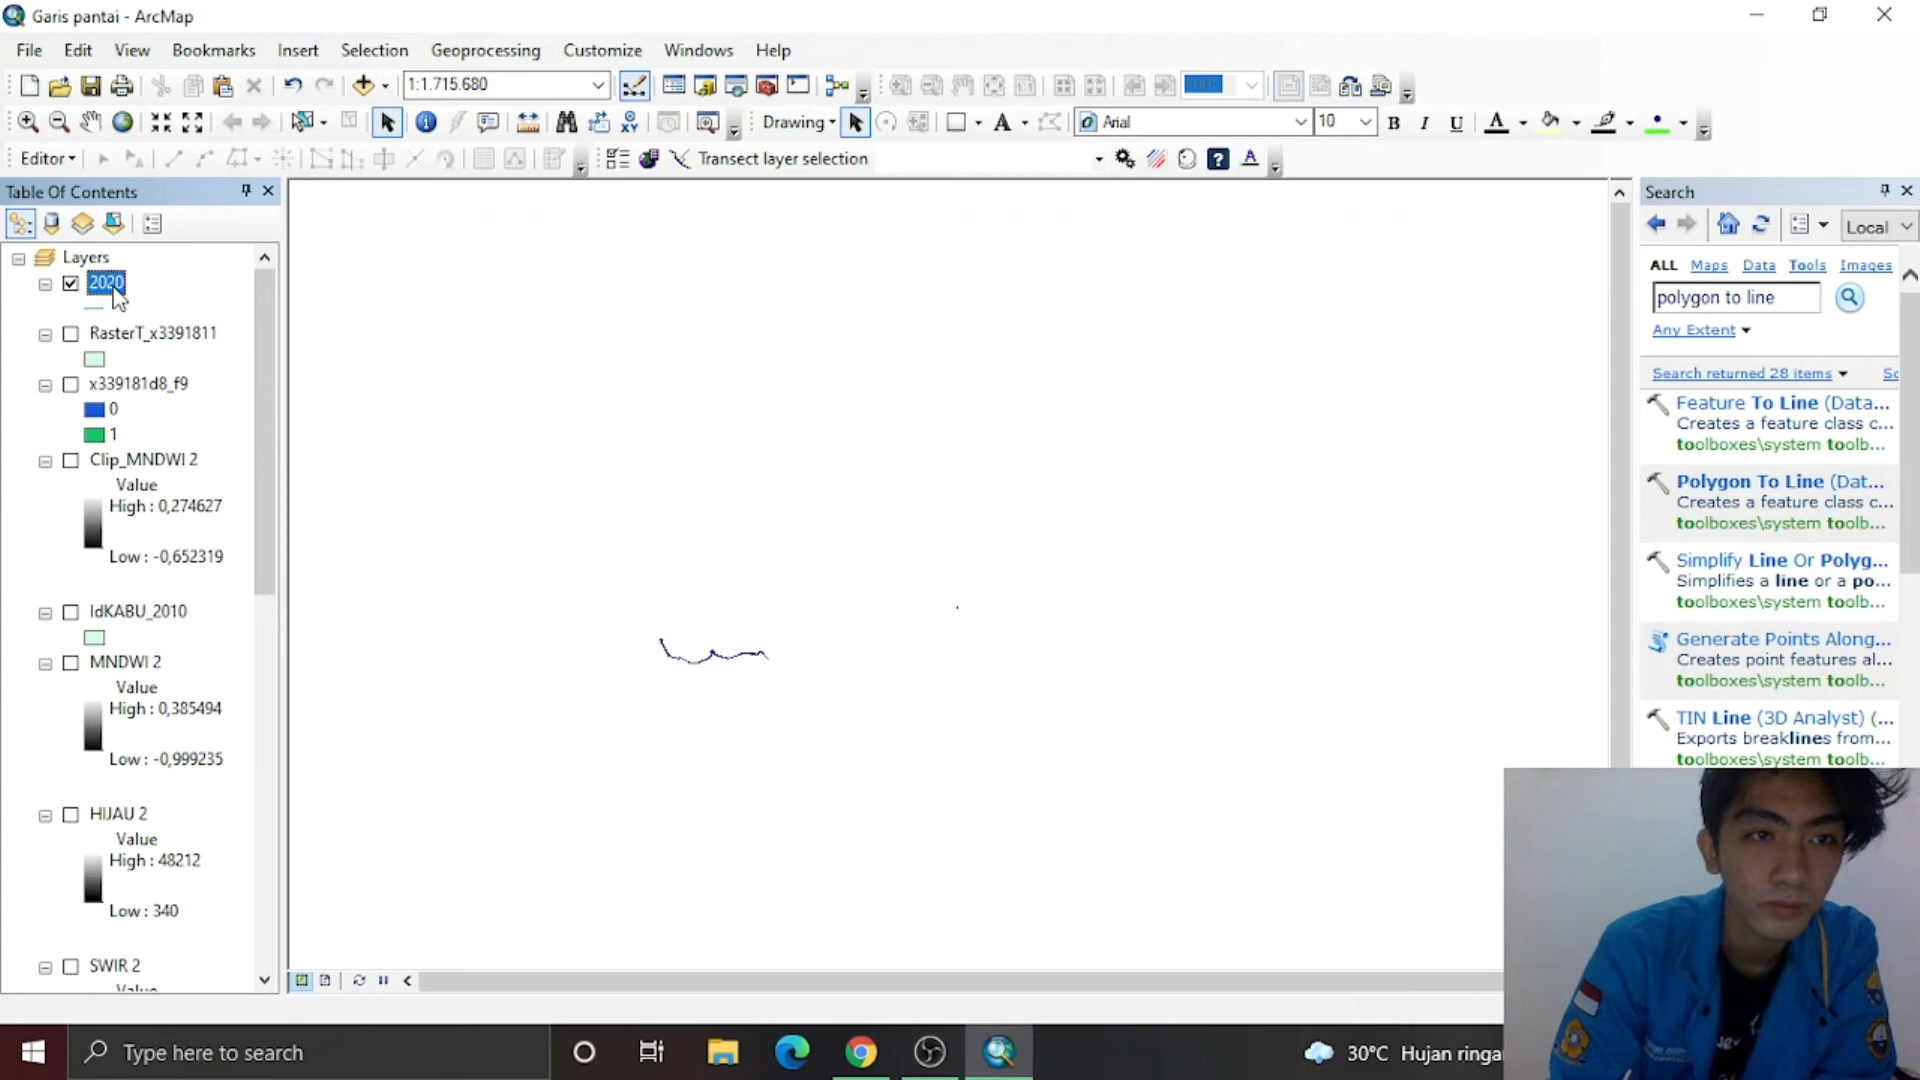 Garis pantai - ArcMap
File Edit View Bookmarks Insert Selection Geoprocessing Customize Windows Help
1:1.715.680
Drawing Arial 10 B I U A
Editor Transect layer selection
Table Of Contents
Layers
2020
RasterT_x3391811
x339181d8_f9
0
1
Clip_MNDWI 2
Value
High : 0,274627
Low : -0,652319
IdKABU_2010
MNDWI 2
Value
High : 0,385494
Low : -0,999235
HIJAU 2
Value
High : 48212
Low : 340
SWIR 2
Value
Search
Local
ALL Maps Data Tools Images
polygon to line
Any Extent
Search returned 28 items
Feature To Line (Data...
Creates a feature class c...
toolboxes\system toolb...
Polygon To Line (Dat...
Creates a feature class c...
toolboxes\system toolb...
Simplify Line Or Polyg...
Simplifies a line or a po...
toolboxes\system toolb...
Generate Points Along...
Creates point features al...
toolboxes\system toolb...
TIN Line (3D Analyst) (...
Exports breaklines from...
toolboxes\system toolb...
Type here to search
30°C Hujan ringa